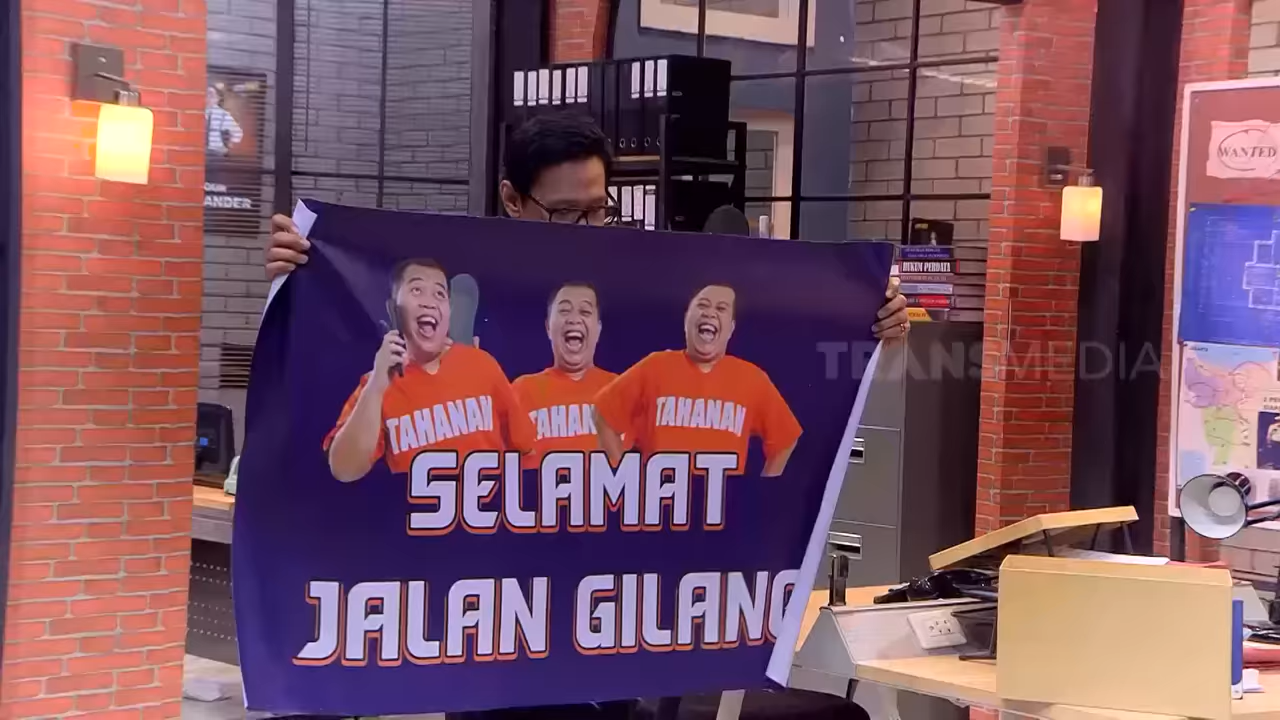 TAHANAN
TAHANAN
TAHANAN
SELAMAT
JALAN GILANG
TRANSMEDIA
WANTED
HUKUM PERDATA